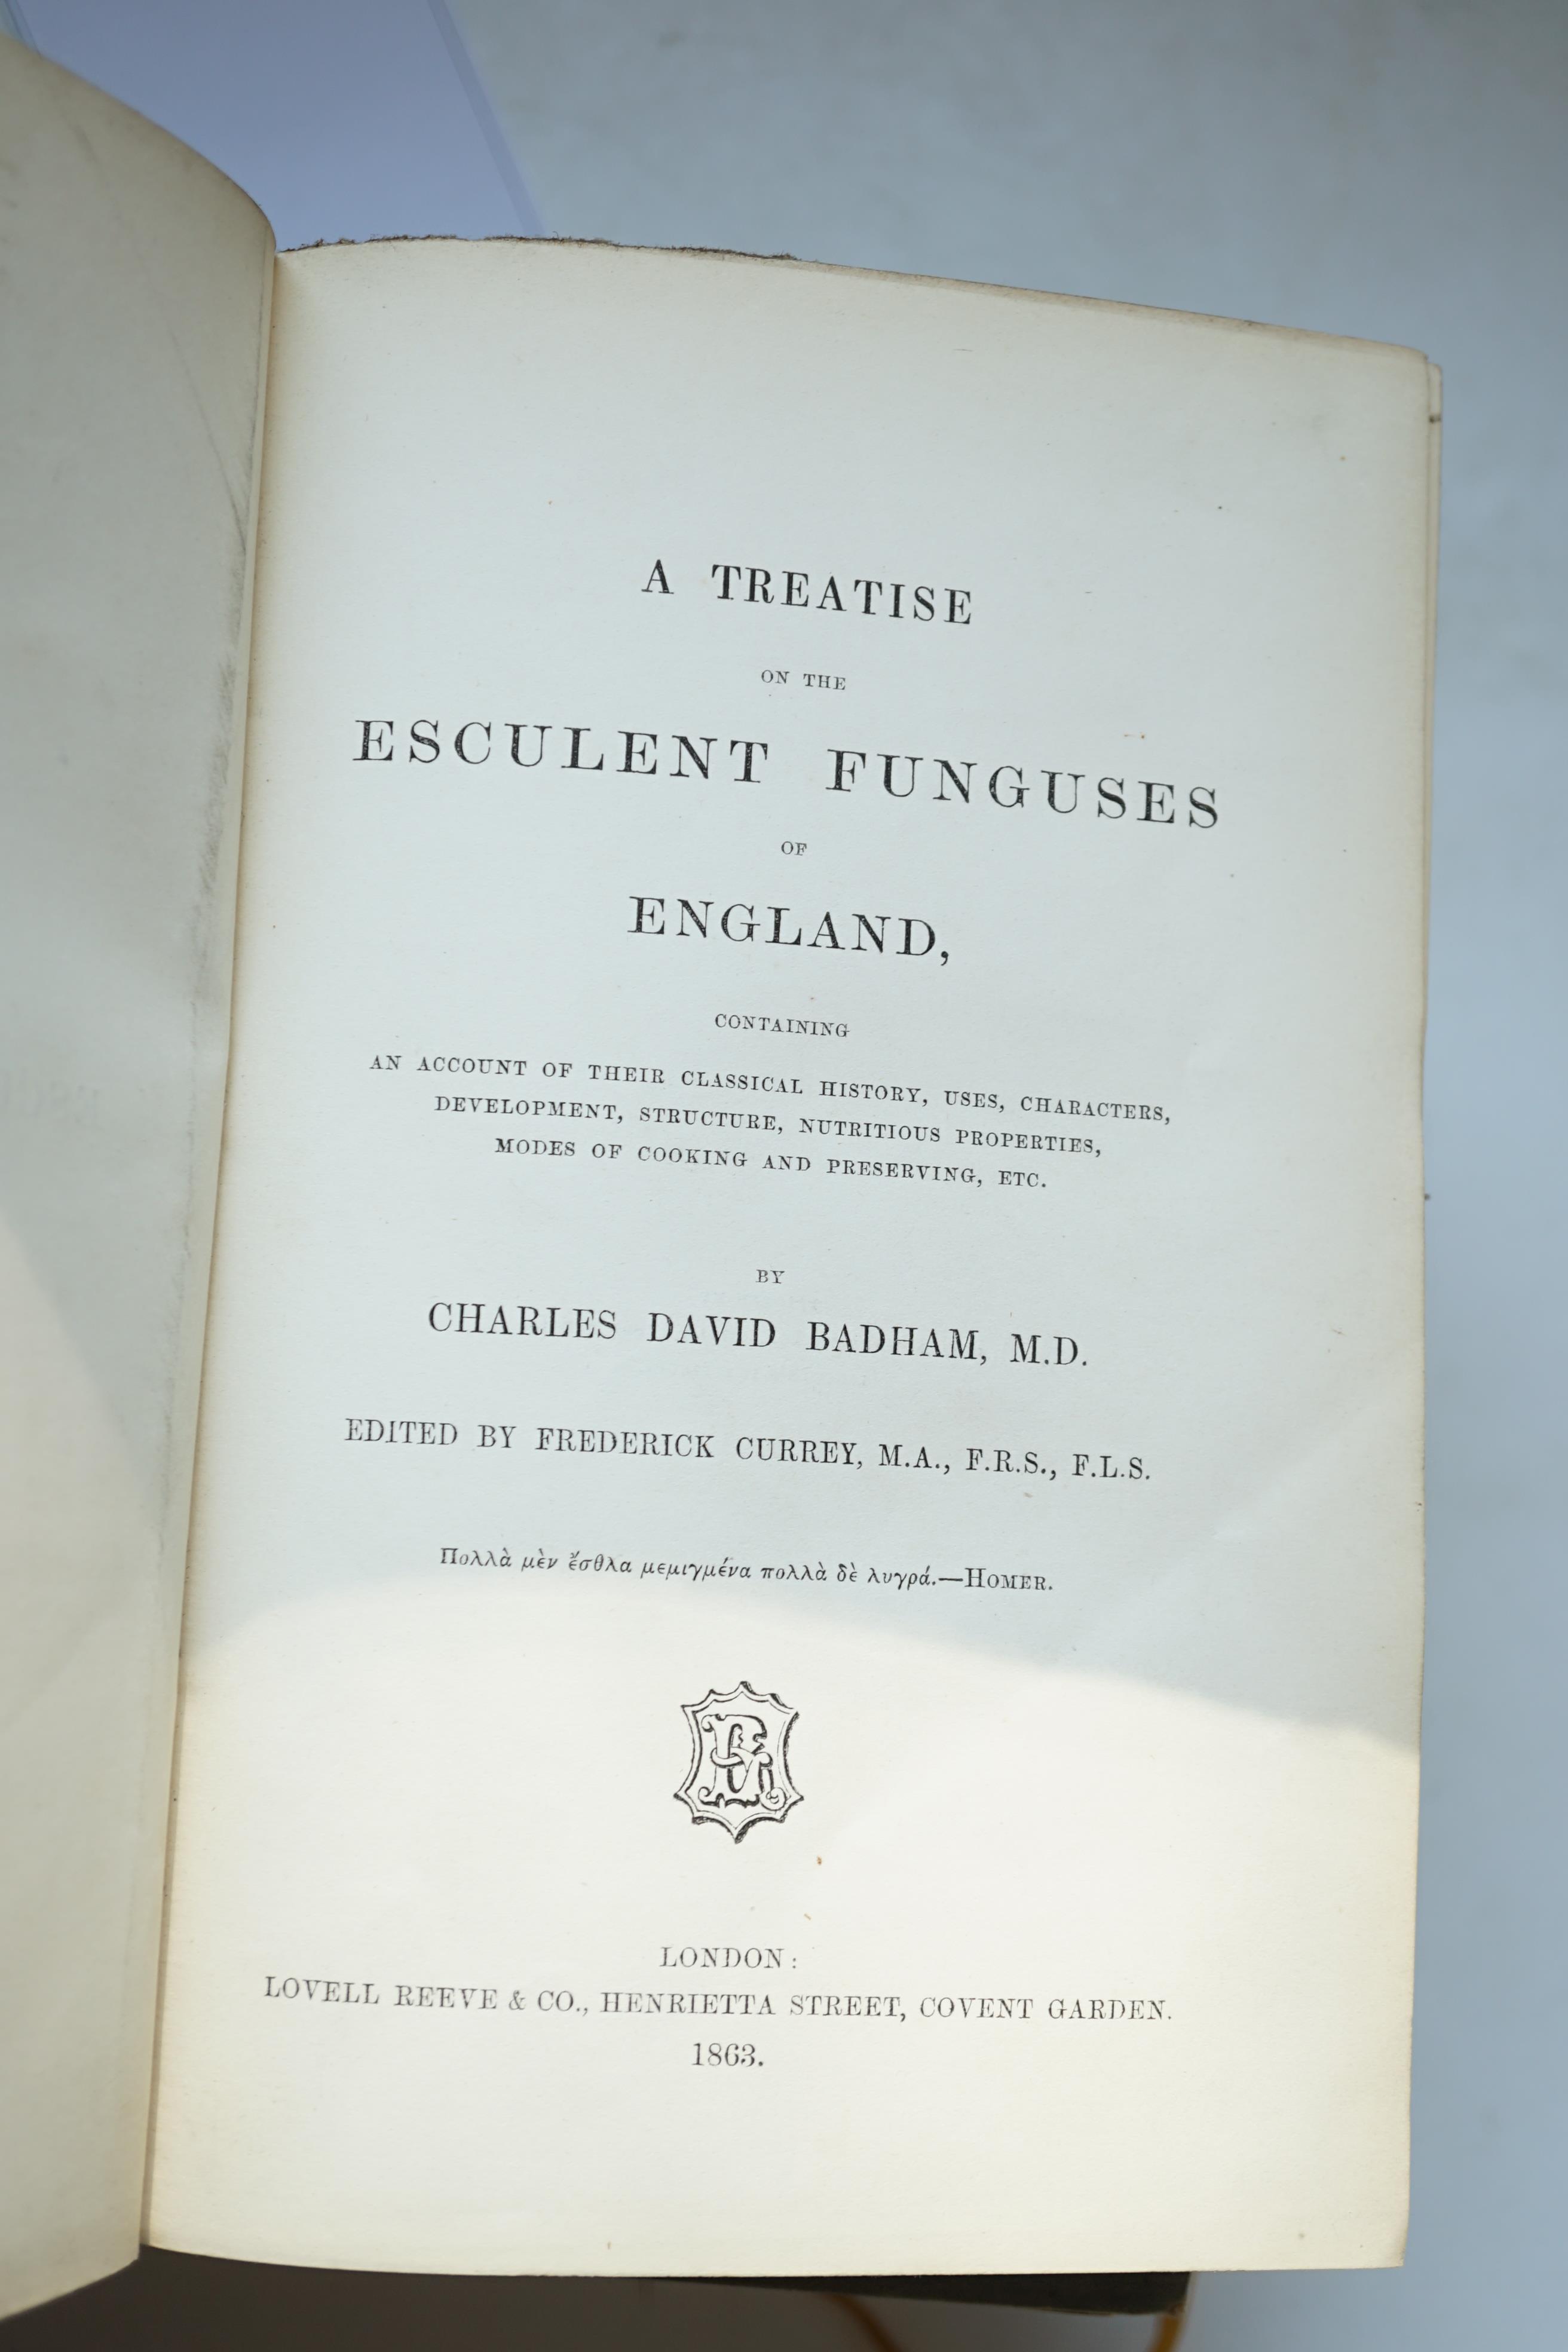 A TREATISE
ON THE
ESCULENT FUNGUSES
OF
ENGLAND,
CONTAINING
AN ACCOUNT OF THEIR CLASSICAL HISTORY, USES, CHARACTERS,
DEVELOPMENT, STRUCTURE, NUTRITIOUS PROPERTIES,
MODES OF COOKING AND PRESERVING, ETC.
BY
CHARLES DAVID BADHAM, M.D.
EDITED BY FREDERICK CURREY, M.A., F.R.S., F.L.S.
Πολλὰ μὲν ἔσθλα μεμιγμένα πολλὰ δὲ λυγρά.—HOMER.
LONDON:
LOVELL REEVE & CO., HENRIETTA STREET, COVENT GARDEN.
1863.